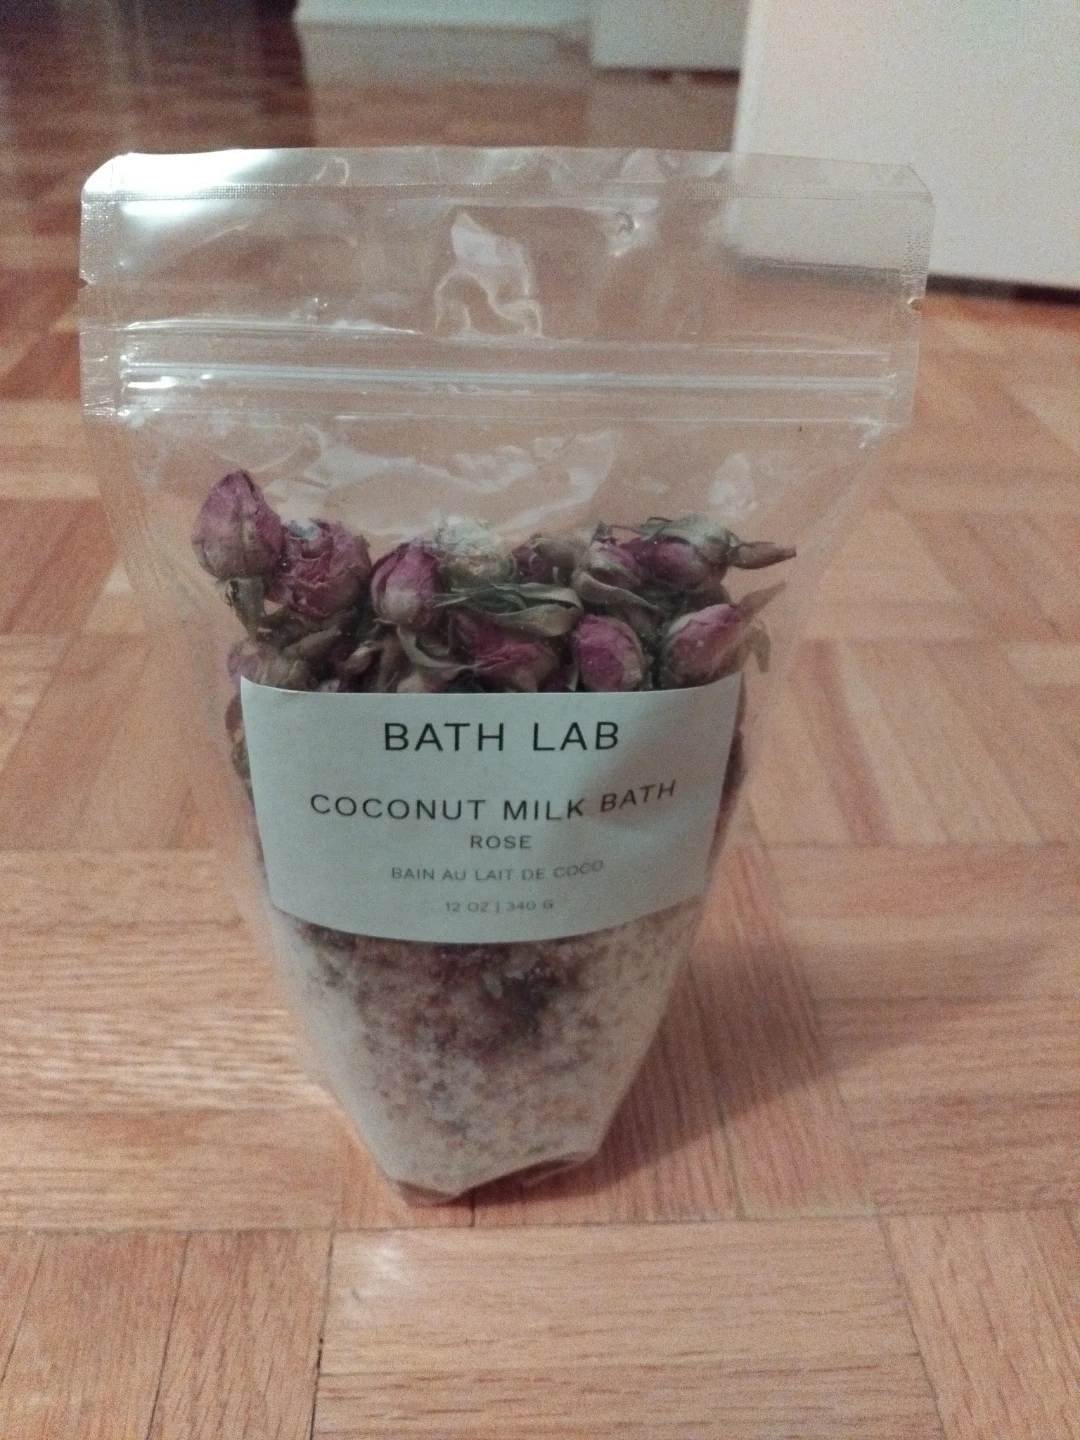 BATH LAB
COCONUT MILK BATH
ROSE
BAIN AU LAIT DE COCO
12 OZ | 340 G